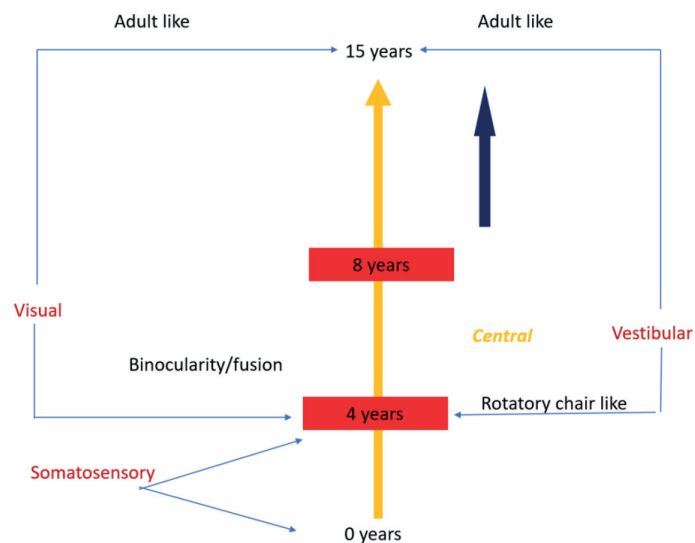 Adult like
Adult like
15 years
8 years
Visual
Central
Vestibular
Binocularity/fusion
Rotatory chair like
4 years
Somatosensory
0 years